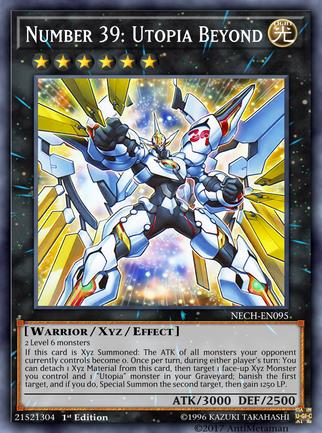 Number 39: Utopia Beyond
LIGHT
光
39
NECH-EN095
[Warrior/Xyz/Effect]
2 Level 6 monsters
If this card is Xyz Summoned: The ATK of all monsters your opponent
currently controls become 0. Once per turn, during either player's turn: You
can detach 1 Xyz Material from this card, then target 1 face-up Xyz Monster
you control and 1 "Utopia" monster in your Graveyard; banish the
first target, and if you do, Special Summon the second target, then gain 1250 LP.
ATK/3000 DEF/2500
21521304 1st Edition ©1996 KAZUKI TAKAHASHI
©2017 AntiMetaman